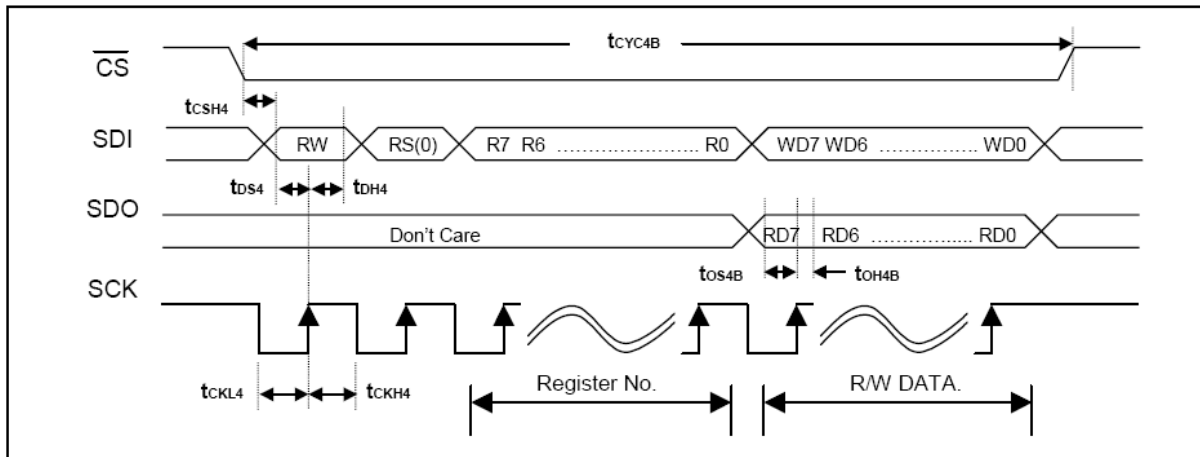 tCYC4B
CS
tCSH4
SDI RW RS(0) R7 R6 ........................ R0 WD7 WD6 ..................... WD0
tDS4 tDH4
SDO
Don't Care RD7 RD6 .................... RD0
tOS4B tOH4B
SCK
Register No. R/W DATA.
tCKL4 tCKH4